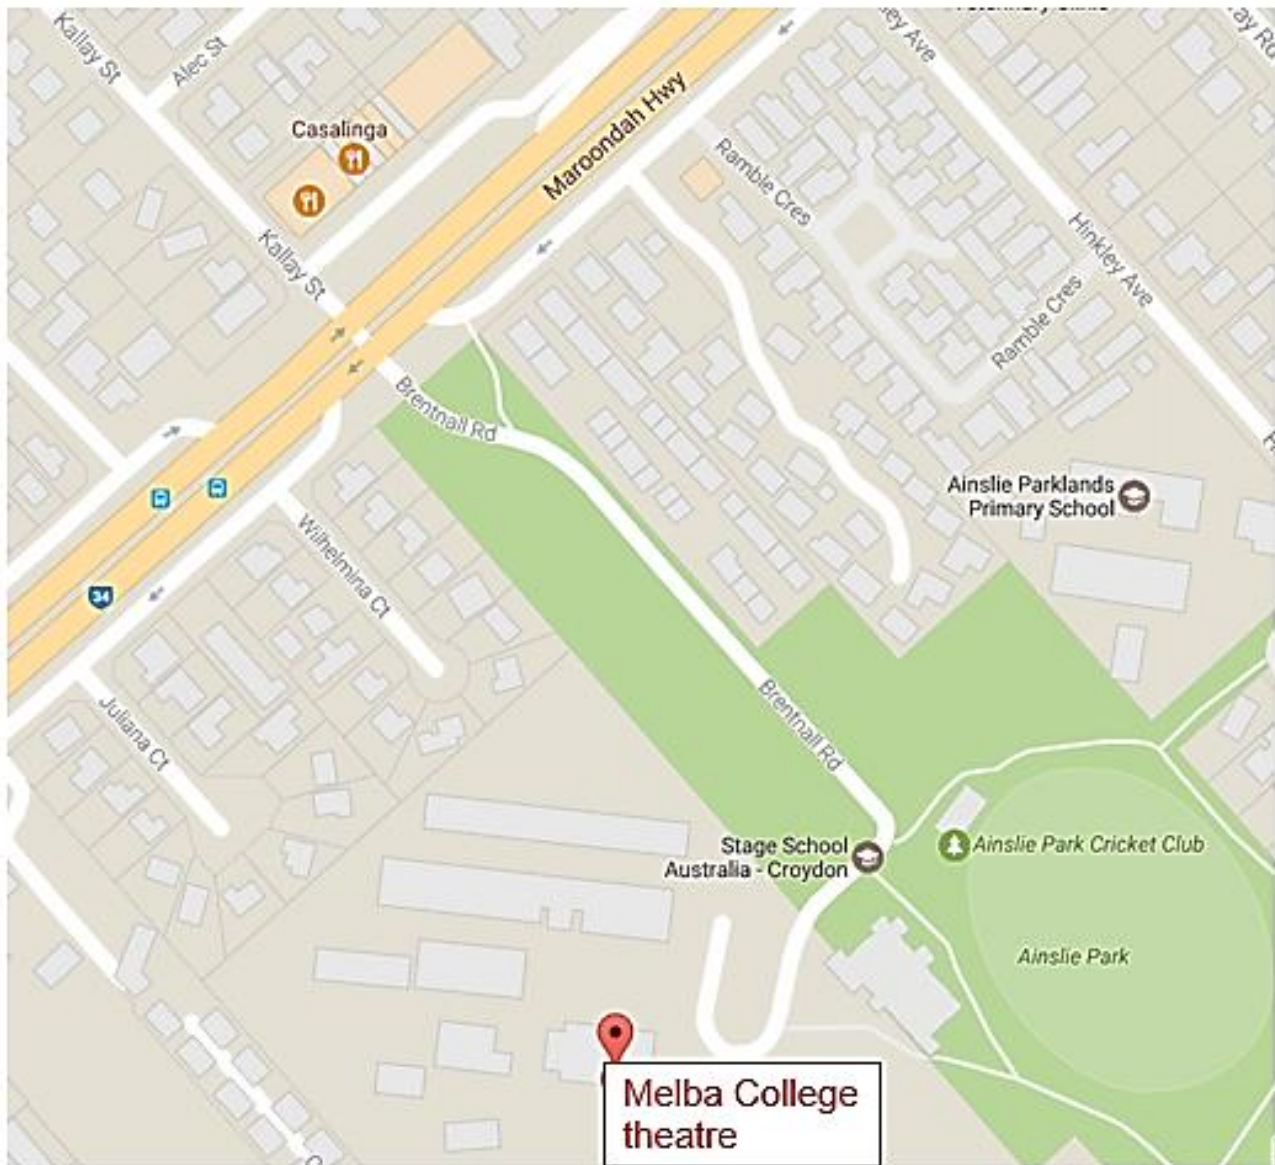 Kallay St
Alec St
Casalinga
Maroondah Hwy
Ramble Cres
Hinkley Ave
Kallay St
Ramble Cres
Brentnall Rd
Ainslie Parklands
Primary School
Wilhelmina Ct
34
Juliana Ct
Brentnall Rd
Stage School
Australia - Croydon
Ainslie Park Cricket Club
Ainslie Park
Melba College
theatre